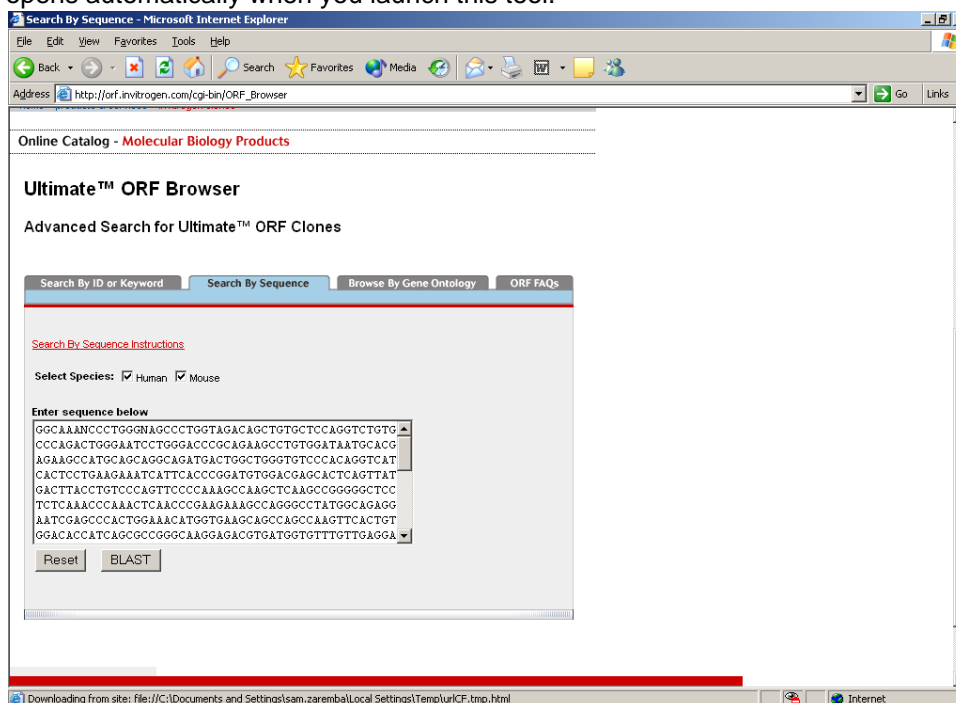 opens automatically when you launch this tool.
Search By Sequence - Microsoft Internet Explorer
File Edit View Favorites Tools Help
Back Search Favorites Media
Address http://orf.invitrogen.com/cgi-bin/ORF_Browser Go Links
Online Catalog - Molecular Biology Products
Ultimate™ ORF Browser
Advanced Search for Ultimate™ ORF Clones
Search By ID or Keyword Search By Sequence Browse By Gene Ontology ORF FAQs
Search By Sequence Instructions
Select Species: Human Mouse
Enter sequence below
GGCAAANCCCTGGGNAGCCCTGGTAGACAGCTGTGCTCCAGGTCTGTG
CCCAGACTGGGAATCCTGGGACCCGCAGAAGCCTGTGGATAATGCACG
AGAAGCCATGCAGCAGGCAGATGACTGGCTGGGTGTCCCACAGGTCAT
CACTCCTGAAGAAATCATTCACCCGGATGTGGACGAGCACTCAGTTAT
GACTTACCTGTCCCAGTTCCCCAAAGCCAAGCTCAAGCCGGGGGCTCC
TCTCAAACCCAAACTCAACCCGAAGAAAGCCAGGGCCTATGGCAGAGG
AATCGAGCCCACTGGAAACATGGTGAAGCAGCCAGCCAAGTTCACTGT
GGACACCATCAGCGCCGGGCAAGGAGACGTGATGGTGTTTGTTGAGGA
Reset BLAST
Downloading from site: file://C:\Documents and Settings\sam.zaremba\Local Settings\Temp\urlCF.tmp.html Internet